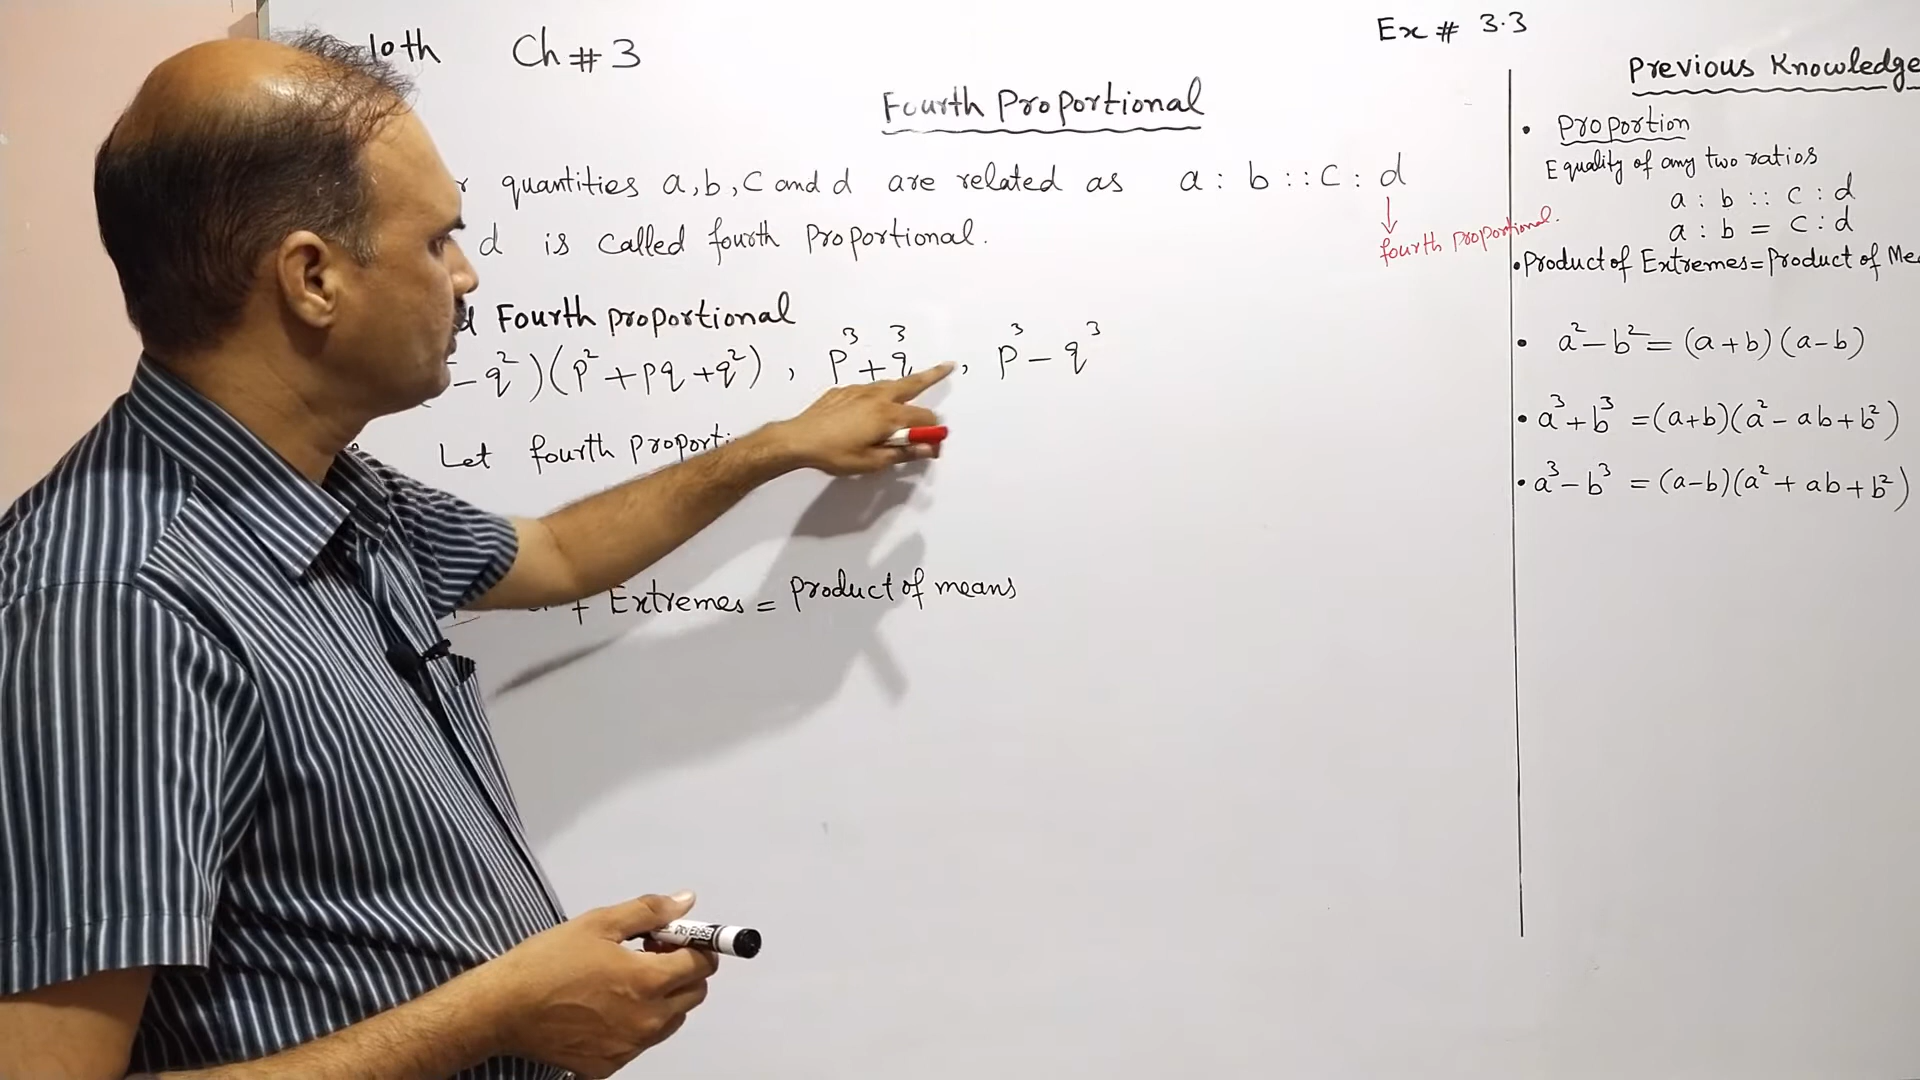 10th Ch # 3
Ex # 3.3
Fourth Proportional
quantities a, b, c and d are related as a : b :: c : d
d is called fourth proportional.
fourth proportional.
Fourth proportional
- q²)(p² + pq + q²) , p³ + q³ , p³ - q³
Let fourth
Extremes = Product of means
Previous Knowledge
• Proportion
Equality of any two ratios
a : b :: c : d
a : b = c : d
• Product of Extremes = Product of
• a² - b² = (a + b)(a - b)
• a³ + b³ = (a+b)(a² - ab + b²)
• a³ - b³ = (a-b)(a² + ab + b²)